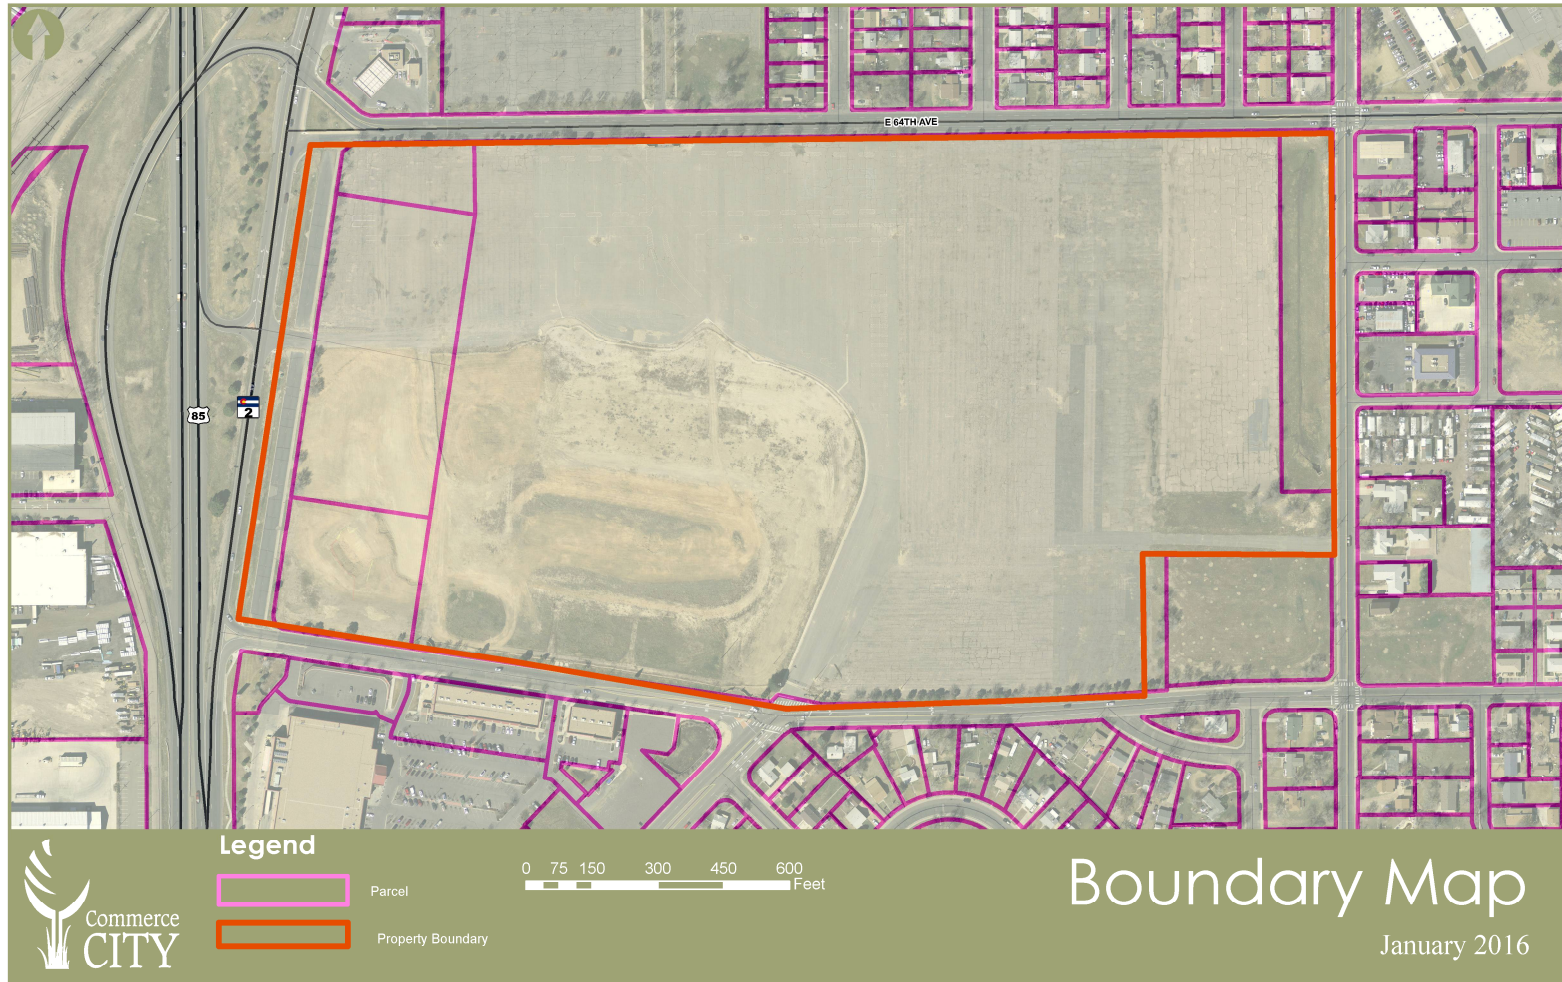 E 64TH AVE
85
2
Legend
Parcel
Property Boundary
0 75 150 300 450 600
Feet
Boundary Map
January 2016
Commerce
CITY